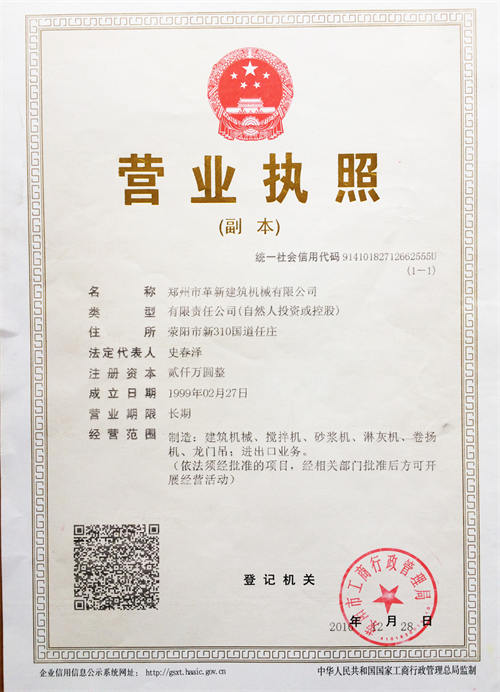 营业执照
(副 本)
统一社会信用代码 91410182712662555U
(1-1)
名 称 郑州市革新建筑机械有限公司
类 型 有限责任公司(自然人投资或控股)
住 所 荥阳市新310国道任庄
法定代表人 史春泽
注册资本 贰仟万圆整
成立日期 1999年02月27日
营业期限 长期
经营范围 制造:建筑机械、搅拌机、砂浆机、淋灰机、卷扬
机、龙门吊;进出口业务。
(依法须经批准的项目,经相关部门批准后方可开
展经营活动)
登记机关
工商行政管理局
年 12 月 28 日
企业信用信息公示系统网址: http://gsxt.haaic.gov.cn
中华人民共和国国家工商行政管理总局监制